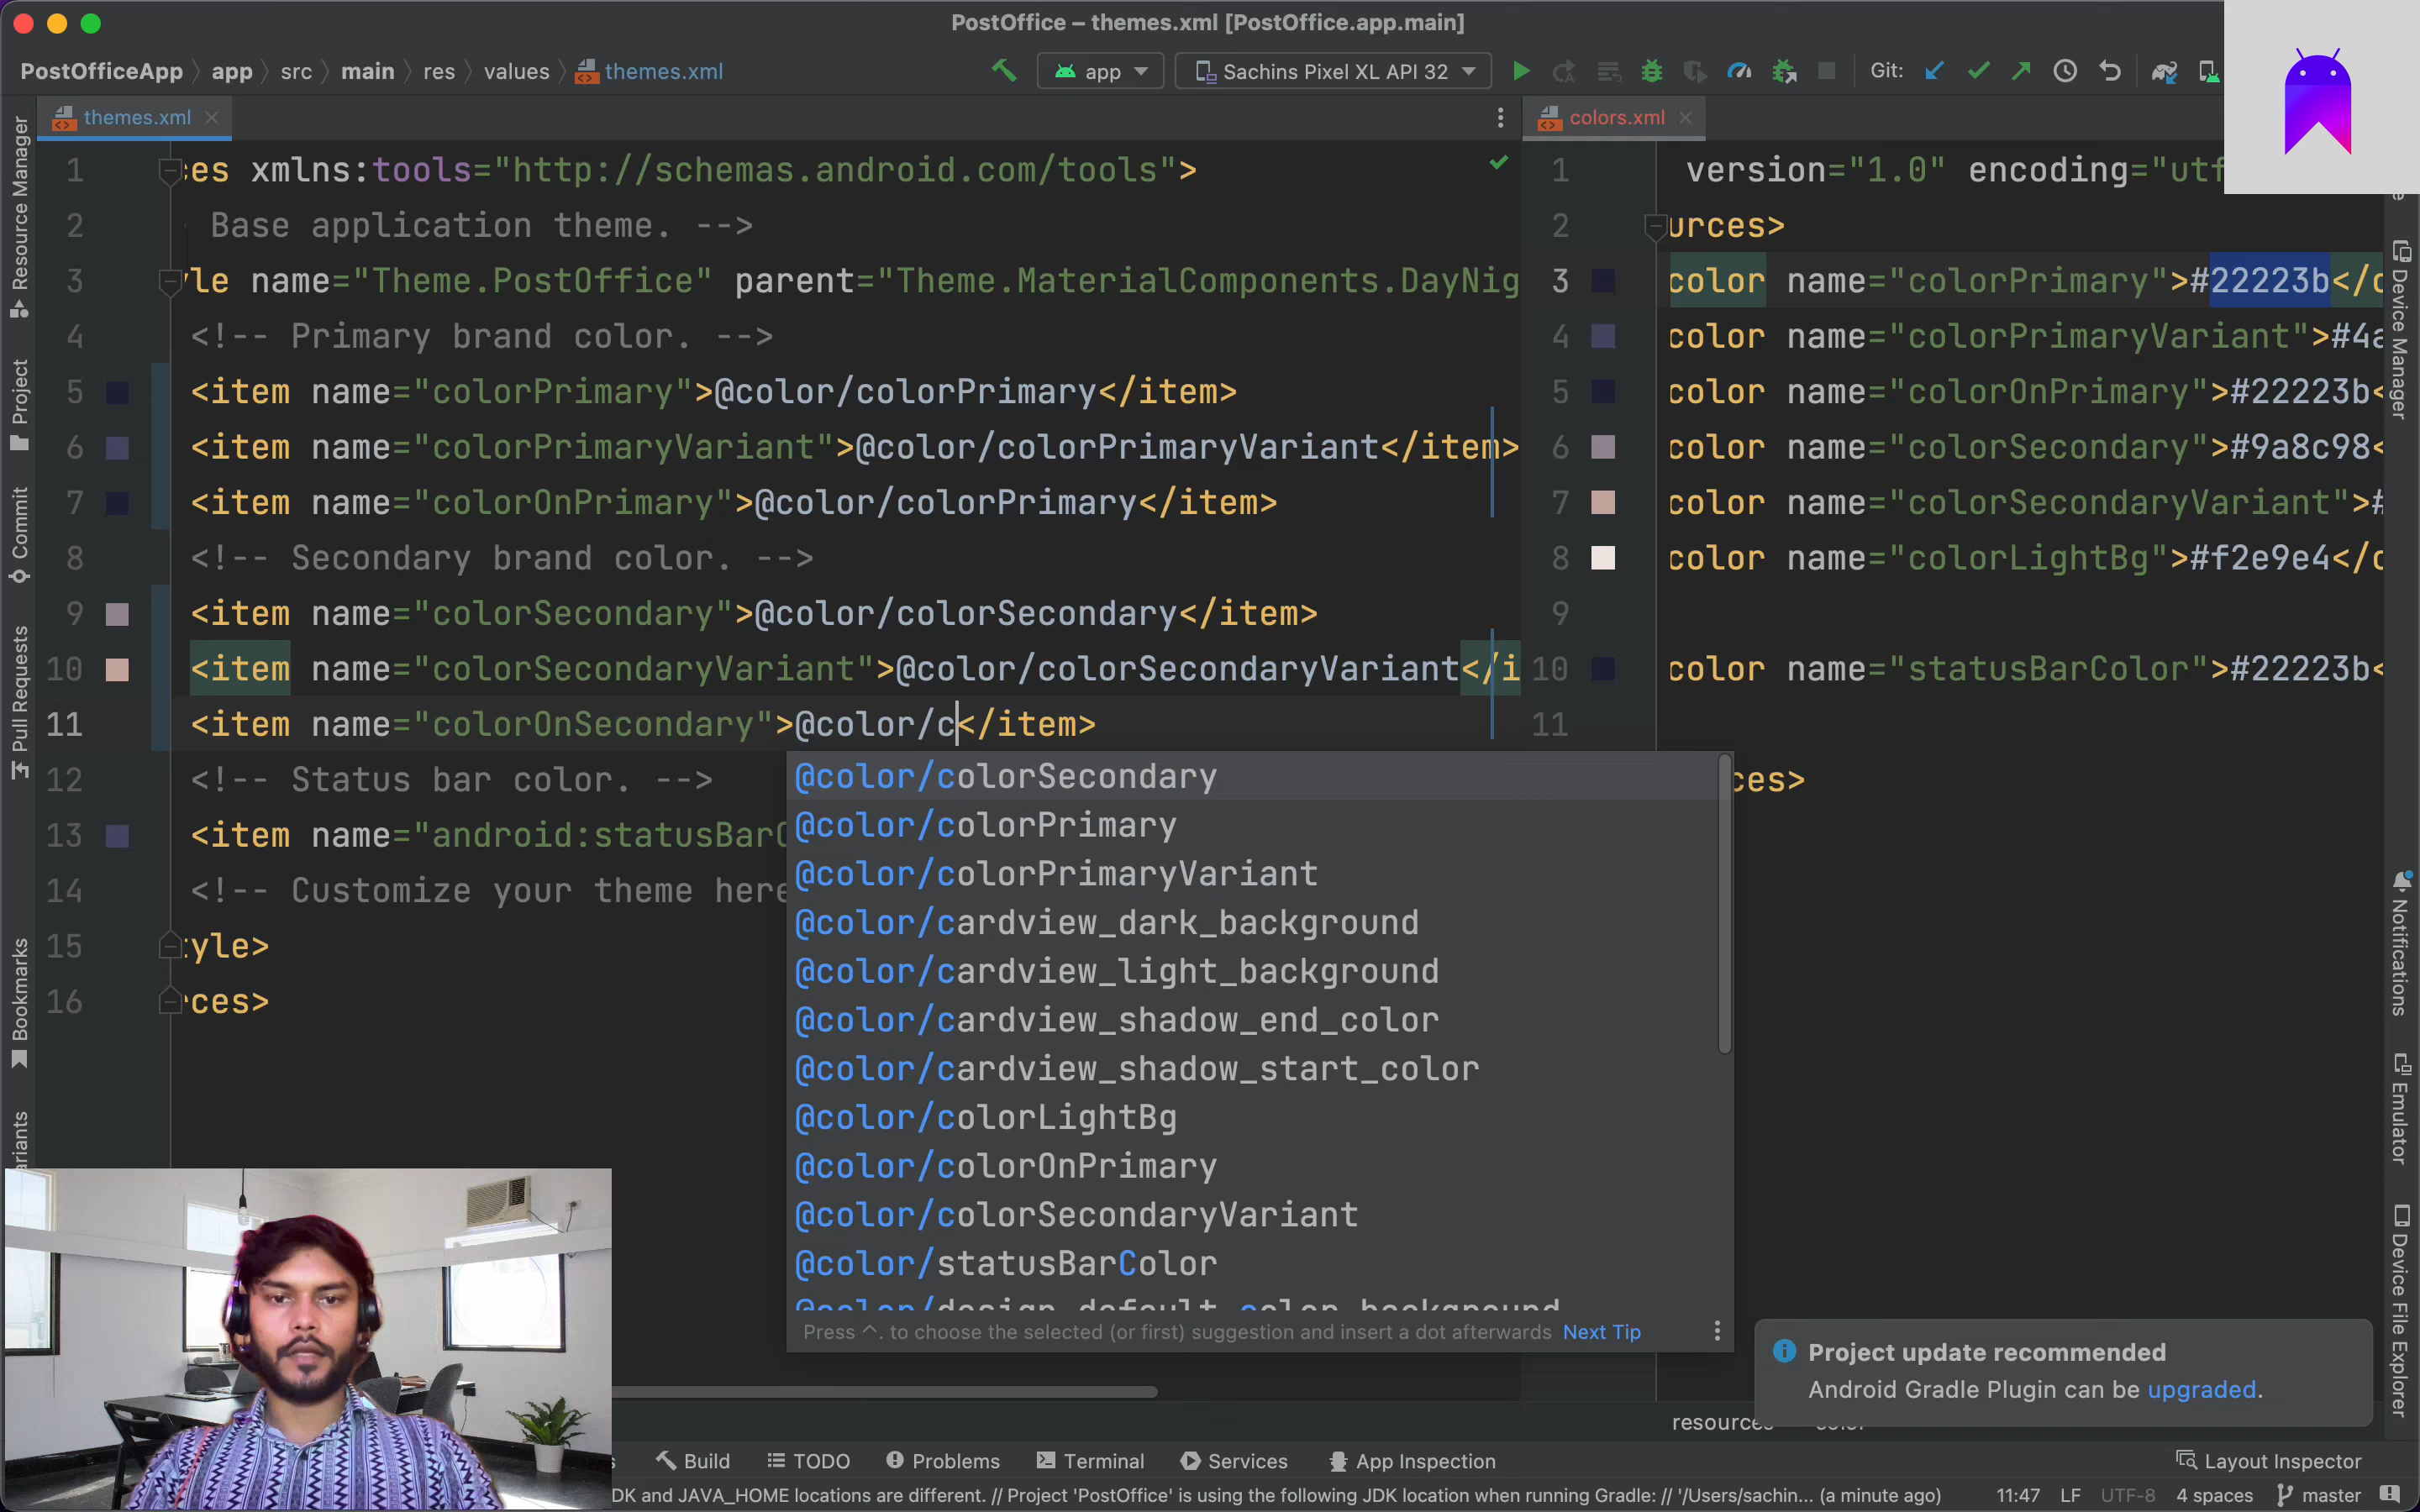 PostOffice – themes.xml [PostOffice.app.main]
PostOfficeApp app src main res values themes.xml
app Sachins Pixel XL API 32 Git:
themes.xml
colors.xml
1 ces xmlns:tools="http://schemas.android.com/tools">
2 Base application theme. -->
3 yle name="Theme.PostOffice" parent="Theme.MaterialComponents.DayNig
4 <!-- Primary brand color. -->
5 <item name="colorPrimary">@color/colorPrimary</item>
6 <item name="colorPrimaryVariant">@color/colorPrimaryVariant</item>
7 <item name="colorOnPrimary">@color/colorPrimary</item>
8 <!-- Secondary brand color. -->
9 <item name="colorSecondary">@color/colorSecondary</item>
10 <item name="colorSecondaryVariant">@color/colorSecondaryVariant</i
11 <item name="colorOnSecondary">@color/c</item>
12 <!-- Status bar color. -->
13 <item name="android:statusBarC
14 <!-- Customize your theme here
15 tyle>
16 rces>
1 version="1.0" encoding="utf
2 urces>
3 color name="colorPrimary">#22223b</c
4 color name="colorPrimaryVariant">#4a
5 color name="colorOnPrimary">#22223b<
6 color name="colorSecondary">#9a8c98<
7 color name="colorSecondaryVariant">#
8 color name="colorLightBg">#f2e9e4</c
9
10 color name="statusBarColor">#22223b<
11
ces>
@color/colorSecondary
@color/colorPrimary
@color/colorPrimaryVariant
@color/cardview_dark_background
@color/cardview_light_background
@color/cardview_shadow_end_color
@color/cardview_shadow_start_color
@color/colorLightBg
@color/colorOnPrimary
@color/colorSecondaryVariant
@color/statusBarColor
@color/design_default_color_background
Press ^. to choose the selected (or first) suggestion and insert a dot afterwards Next Tip
Resource Manager
Project
Commit
Pull Requests
Bookmarks
ariants
Device Manager
Notifications
Emulator
Device File Explorer
Project update recommended
Android Gradle Plugin can be upgraded.
resources
Build TODO Problems Terminal Services App Inspection Layout Inspector
DK and JAVA_HOME locations are different. // Project 'PostOffice' is using the following JDK location when running Gradle: // '/Users/sachin... (a minute ago) 11:47 LF UTF-8 4 spaces master